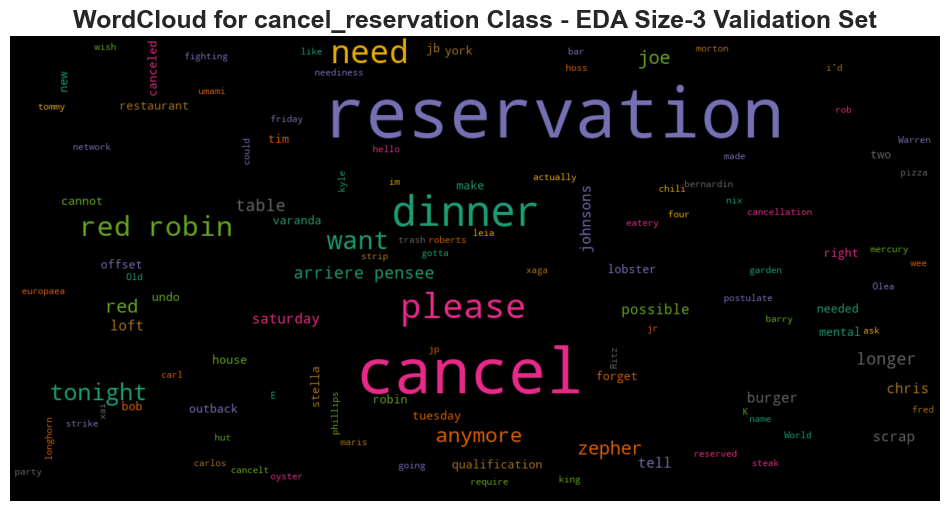 WordCloud for cancel_reservation Class - EDA Size-3 Validation Set
wish
canceled
fighting
like
need
jb
york
joe
bar
morton
new
neediness
hoss
i'd
umami
tommy
restaurant
friday
reservation
rob
network
could
tim
hello
made
two
Warren
pizza
kyle
im
make
actually
chili
bernardin
nix
cannot
table
varanda
dinner
johnsons
four
cancellation
red robin
want
trash
roberts
leia
eatery
strip
gotta
right
mercury
offset
Old
arriere pensee
xaga
lobster
garden
wee
europaea
undo
postulate
Olea
red
loft
saturday
please
possible
needed
barry
jr
mental
ask
house
jp
cancel
Ritz
longer
carl
forget
tonight
bob
xai
outback
E
stella
robin
burger
chris
K
name
fred
strike
phillips
tuesday
longhorn
hut
maris
anymore
World
scrap
zepher
party
carlos
cancelt
oyster
going
qualification
require
king
tell
reserved
steak